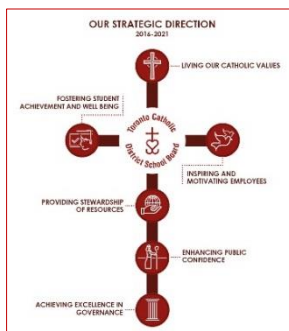 OUR STRATEGIC DIRECTION
2016-2021
LIVING OUR CATHOLIC VALUES
FOSTERING STUDENT
ACHIEVEMENT AND WELL BEING
Toronto Catholic
District School Board
INSPIRING AND
MOTIVATING EMPLOYEES
PROVIDING STEWARDSHIP
OF RESOURCES
ENHANCING PUBLIC
CONFIDENCE
ACHIEVING EXCELLENCE IN
GOVERNANCE